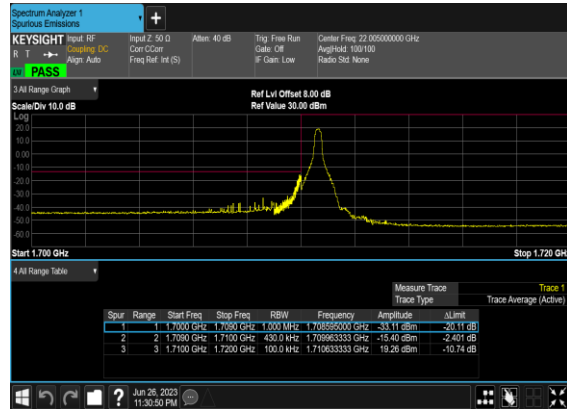 Spectrum Analyzer 1
Spurious Emissions
+
KEYSIGHT Input: RF Input Z: 50 Ω Atten: 40 dB Trig: Free Run Center Freq: 22.005000000 GHz
R T Coupling: DC Corr CCorr Gate: Off Avg|Hold: 100/100
Align: Auto Freq Ref: Int (S) IF Gain: Low Radio Std: None
PASS
3 All Range Graph
Ref Lvl Offset 8.00 dB
Scale/Div 10.0 dB Ref Value 30.00 dBm
Log
20.0
10.0
0.00
-10.0
-20.0
-30.0
-40.0
-50.0
-60.0
Start 1.700 GHz Stop 1.720 GH
4 All Range Table
Measure Trace Trace 1
Trace Type Trace Average (Active)
Spur Range Start Freq Stop Freq RBW Frequency Amplitude ΔLimit
1 1 1.7000 GHz 1.7090 GHz 1.000 MHz 1.708595000 GHz -33.11 dBm -20.11 dB
2 2 1.7090 GHz 1.7100 GHz 430.0 kHz 1.709963333 GHz -15.40 dBm -2.401 dB
3 3 1.7100 GHz 1.7200 GHz 100.0 kHz 1.710633333 GHz 19.26 dBm -10.74 dB
?
Jun 26, 2023
11:30:50 PM